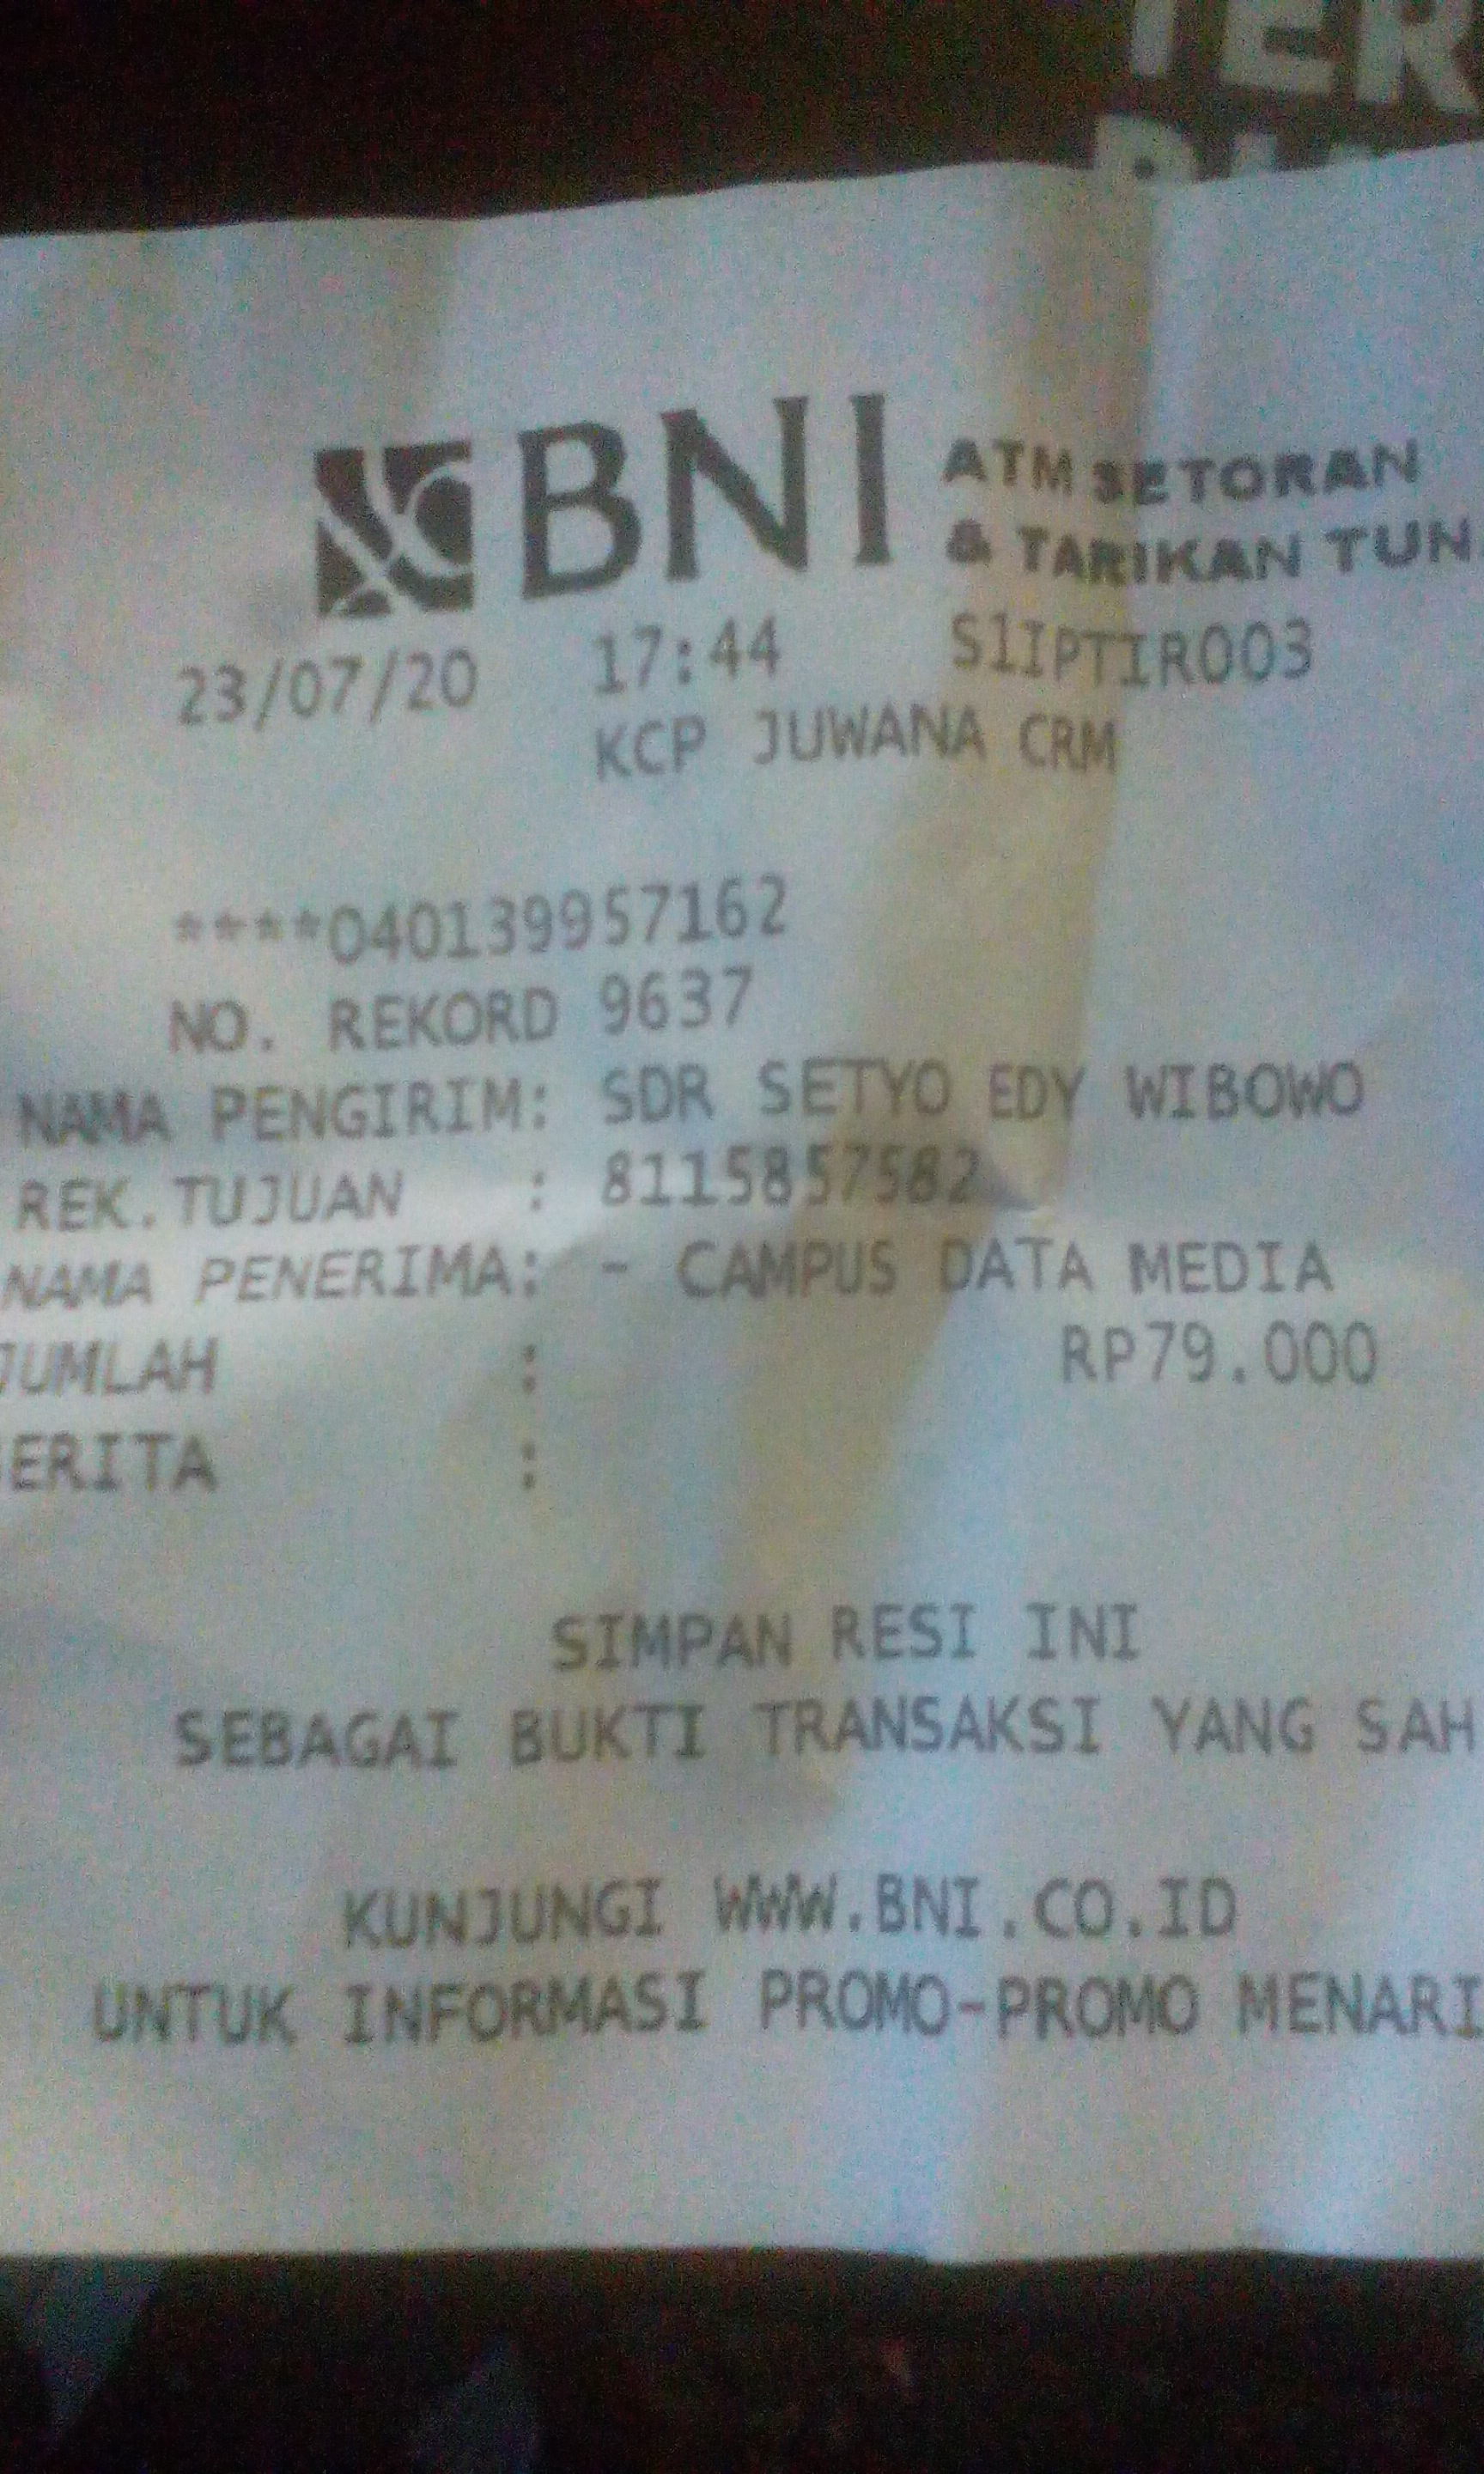 TER
BNI ATM SETORAN
& TARIKAN TUN
23/07/20 17:44 S1IPTIR003
KCP JUWANA CRM
****040139957162
NO. REKORD 9637
NAMA PENGIRIM: SDR SETYO EDY WIBOWO
REK.TUJUAN : 8115857582
NAMA PENERIMA: - CAMPUS DATA MEDIA
JUMLAH : RP79.000
BERITA :
SIMPAN RESI INI
SEBAGAI BUKTI TRANSAKSI YANG SAH
KUNJUNGI WWW.BNI.CO.ID
UNTUK INFORMASI PROMO-PROMO MENARI